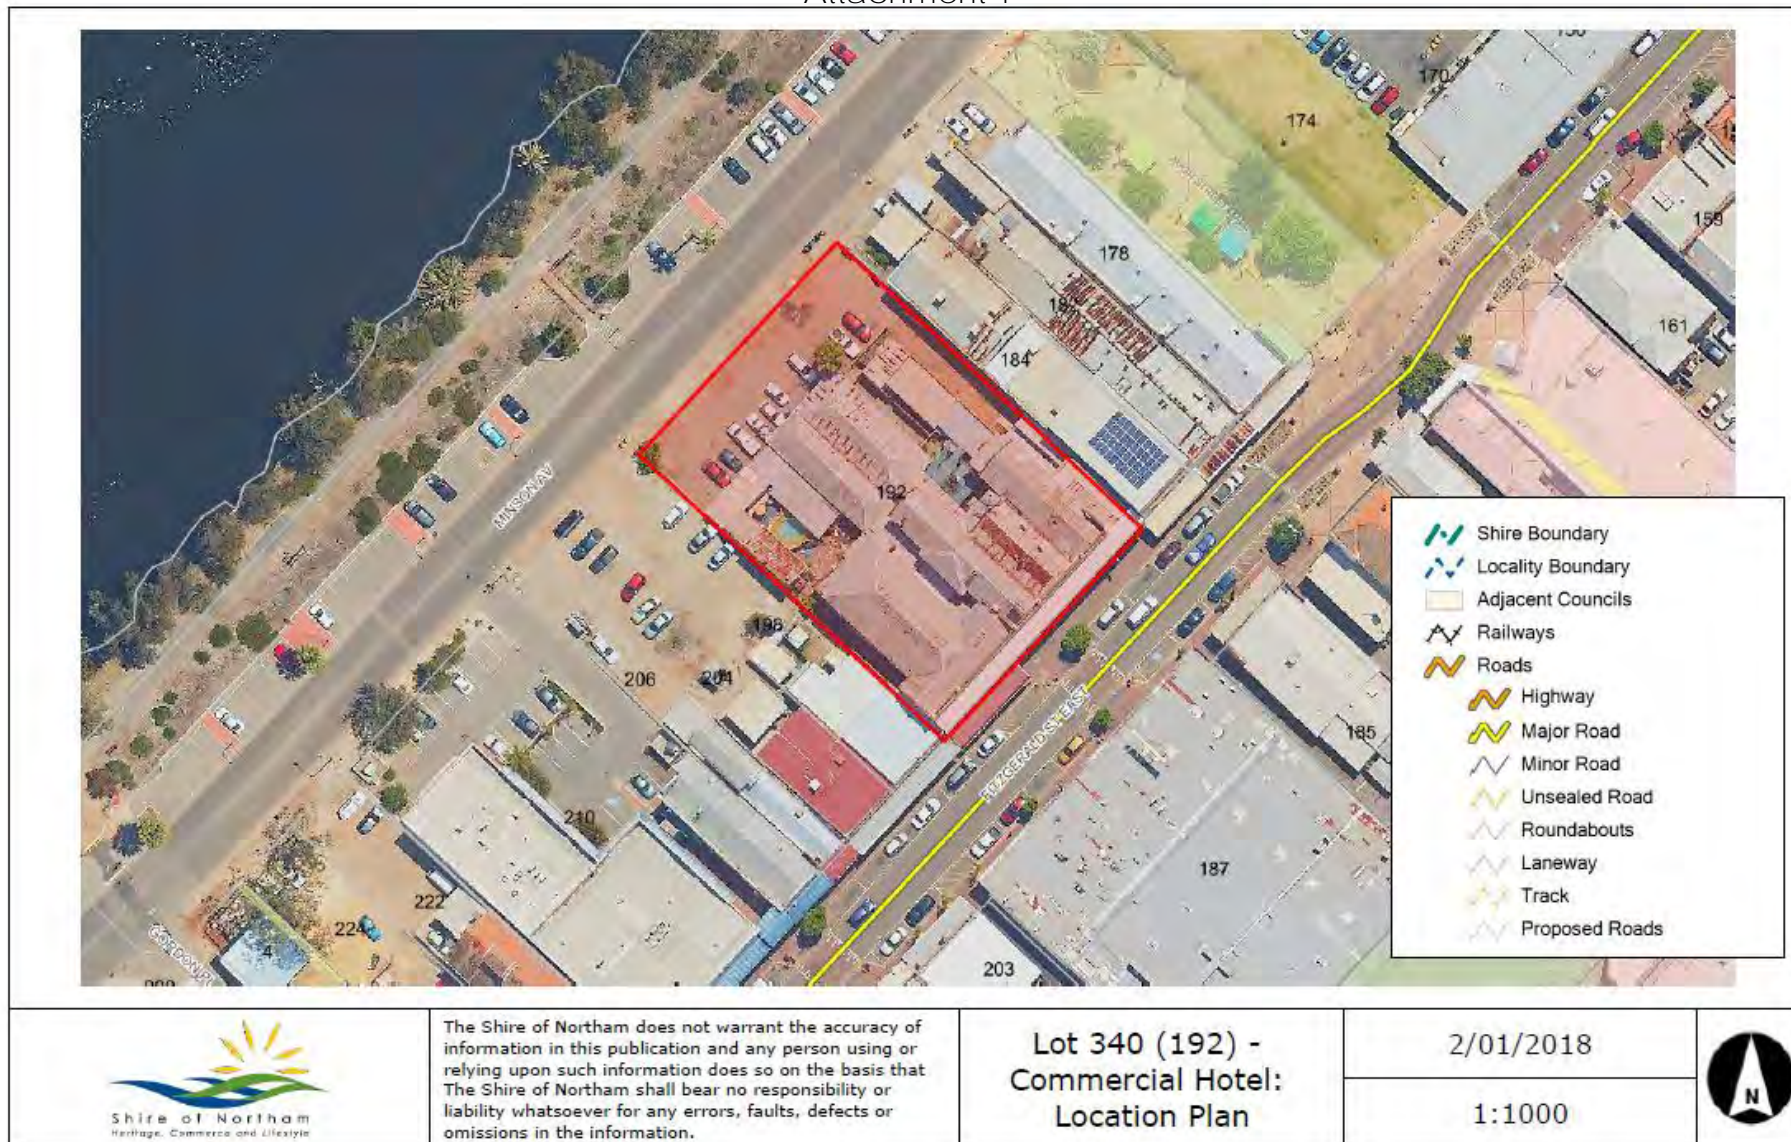 170
174
159
178
161
184
192
MINSON AV
198
206
204
FITZGERALD ST EAST
185
210
187
222
224
4
203
GORDON PL
Shire Boundary
Locality Boundary
Adjacent Councils
Railways
Roads
Highway
Major Road
Minor Road
Unsealed Road
Roundabouts
Laneway
Track
Proposed Roads
Shire of Northam
Heritage, Commerce and Lifestyle
The Shire of Northam does not warrant the accuracy of
information in this publication and any person using or
relying upon such information does so on the basis that
The Shire of Northam shall bear no responsibility or
liability whatsoever for any errors, faults, defects or
omissions in the information.
Lot 340 (192) -
Commercial Hotel:
Location Plan
2/01/2018
1:1000
N